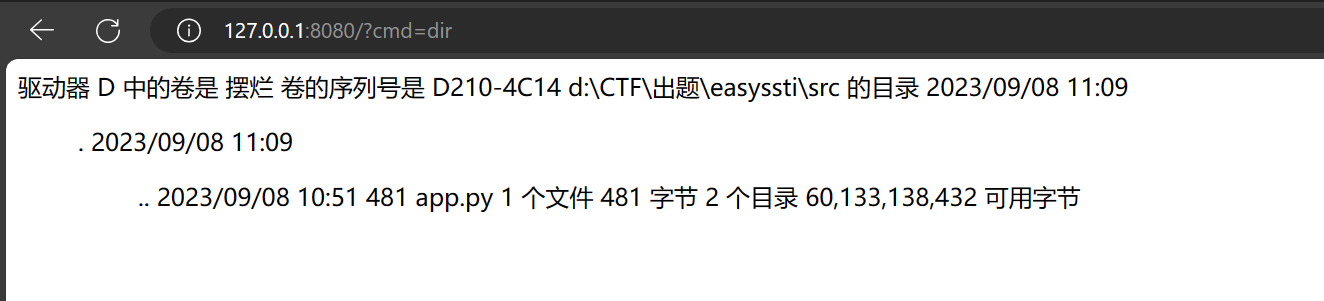 127.0.0.1:8080/?cmd=dir
驱动器 D 中的卷是 摆烂 卷的序列号是 D210-4C14 d:\CTF\出题\easyssti\src 的目录 2023/09/08 11:09
. 2023/09/08 11:09
.. 2023/09/08 10:51 481 app.py 1 个文件 481 字节 2 个目录 60,133,138,432 可用字节